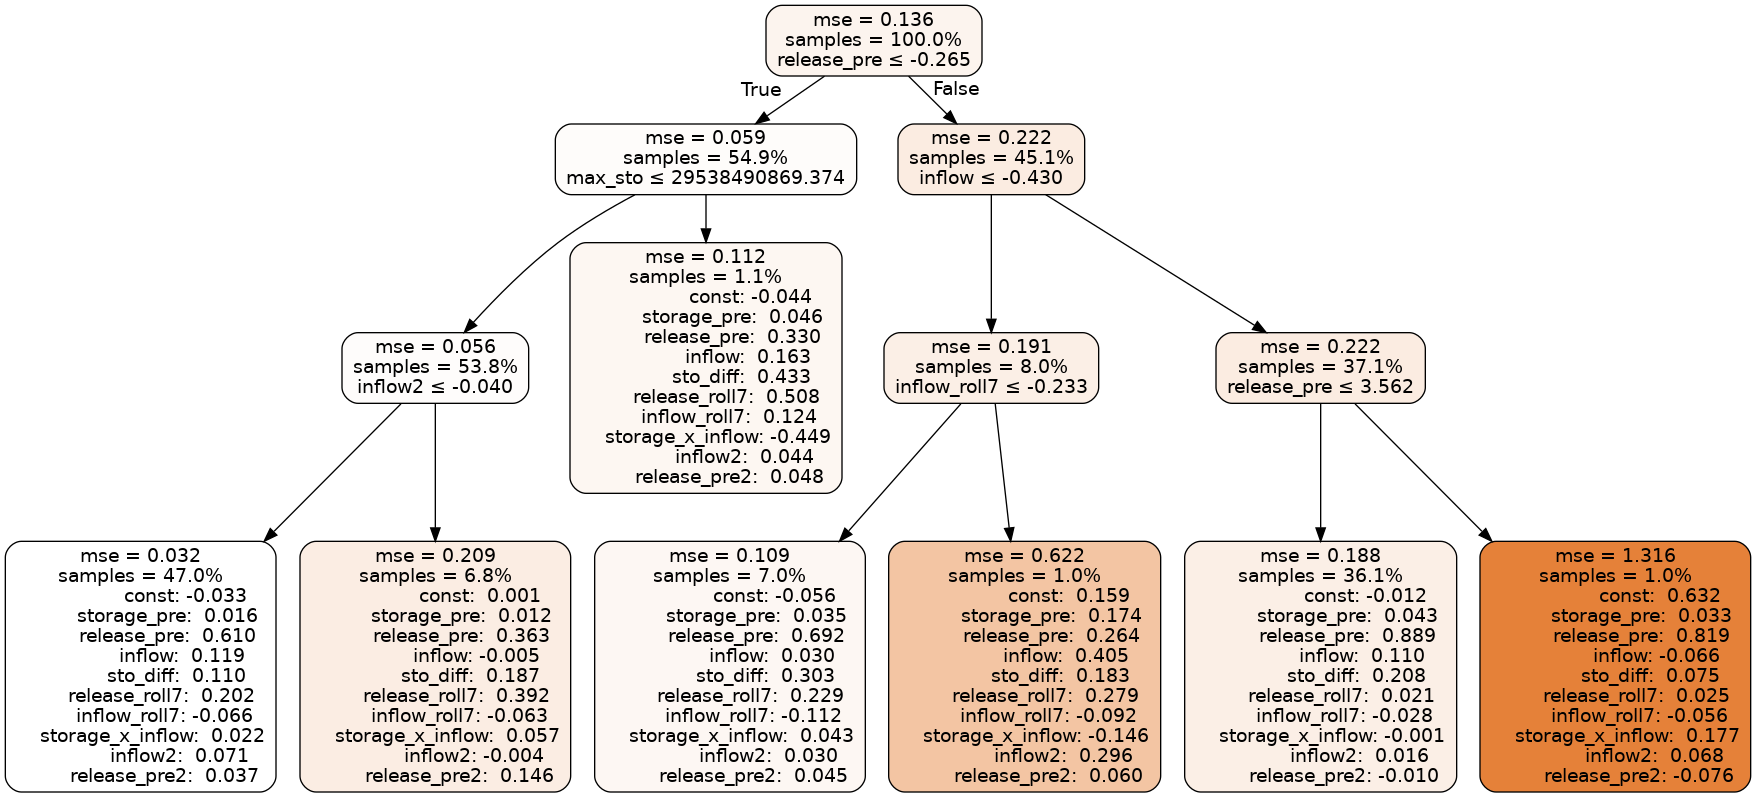 mse = 0.136
samples = 100.0%
release_pre ≤ -0.265
True
False
mse = 0.059
samples = 54.9%
max_sto ≤ 29538490869.374
mse = 0.222
samples = 45.1%
inflow ≤ -0.430
mse = 0.112
samples = 1.1%
const: -0.044
storage_pre:  0.046
release_pre:  0.330
inflow:  0.163
sto_diff:  0.433
release_roll7:  0.508
inflow_roll7:  0.124
storage_x_inflow: -0.449
inflow2:  0.044
release_pre2:  0.048
mse = 0.056
samples = 53.8%
inflow2 ≤ -0.040
mse = 0.191
samples = 8.0%
inflow_roll7 ≤ -0.233
mse = 0.222
samples = 37.1%
release_pre ≤ 3.562
mse = 0.032
samples = 47.0%
const: -0.033
storage_pre:  0.016
release_pre:  0.610
inflow:  0.119
sto_diff:  0.110
release_roll7:  0.202
inflow_roll7: -0.066
storage_x_inflow:  0.022
inflow2:  0.071
release_pre2:  0.037
mse = 0.209
samples = 6.8%
const:  0.001
storage_pre:  0.012
release_pre:  0.363
inflow: -0.005
sto_diff:  0.187
release_roll7:  0.392
inflow_roll7: -0.063
storage_x_inflow:  0.057
inflow2: -0.004
release_pre2:  0.146
mse = 0.109
samples = 7.0%
const: -0.056
storage_pre:  0.035
release_pre:  0.692
inflow:  0.030
sto_diff:  0.303
release_roll7:  0.229
inflow_roll7: -0.112
storage_x_inflow:  0.043
inflow2:  0.030
release_pre2:  0.045
mse = 0.622
samples = 1.0%
const:  0.159
storage_pre:  0.174
release_pre:  0.264
inflow:  0.405
sto_diff:  0.183
release_roll7:  0.279
inflow_roll7: -0.092
storage_x_inflow: -0.146
inflow2:  0.296
release_pre2:  0.060
mse = 0.188
samples = 36.1%
const: -0.012
storage_pre:  0.043
release_pre:  0.889
inflow:  0.110
sto_diff:  0.208
release_roll7:  0.021
inflow_roll7: -0.028
storage_x_inflow: -0.001
inflow2:  0.016
release_pre2: -0.010
mse = 1.316
samples = 1.0%
const:  0.632
storage_pre:  0.033
release_pre:  0.819
inflow: -0.066
sto_diff:  0.075
release_roll7:  0.025
inflow_roll7: -0.056
storage_x_inflow:  0.177
inflow2:  0.068
release_pre2: -0.076